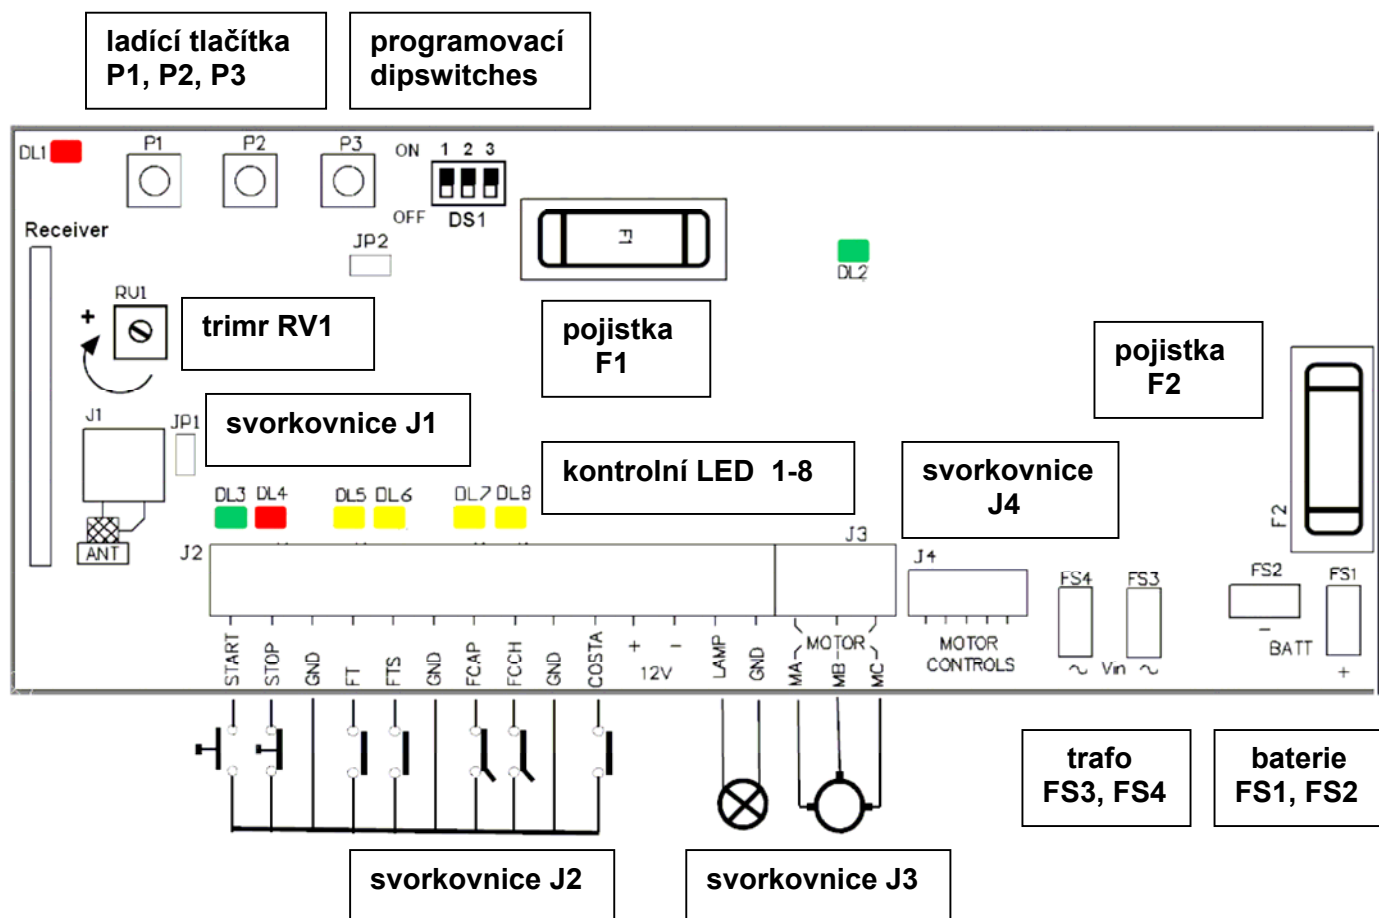 ladící tlačítka
P1, P2, P3
programovací
dipswitches
DL1
P1
P2
P3
ON
1 2 3
OFF
DS1
Receiver
JP2
F1
DL2
RV1
+
trimr RV1
pojistka
F1
pojistka
F2
J1
JP1
svorkovnice J1
kontrolní LED 1-8
svorkovnice
J4
ANT
DL3
DL4
DL5
DL6
DL7
DL8
J2
J3
J4
F2
FS4
FS3
FS2
FS1
START
STOP
GND
FT
FTS
GND
FCAP
FCCH
GND
COSTA
+
-
12V
LAMP
GND
MOTOR
MA
MB
MC
MOTOR
CONTROLS
~ Vin ~
-
BATT
+
trafo
FS3, FS4
baterie
FS1, FS2
svorkovnice J2
svorkovnice J3